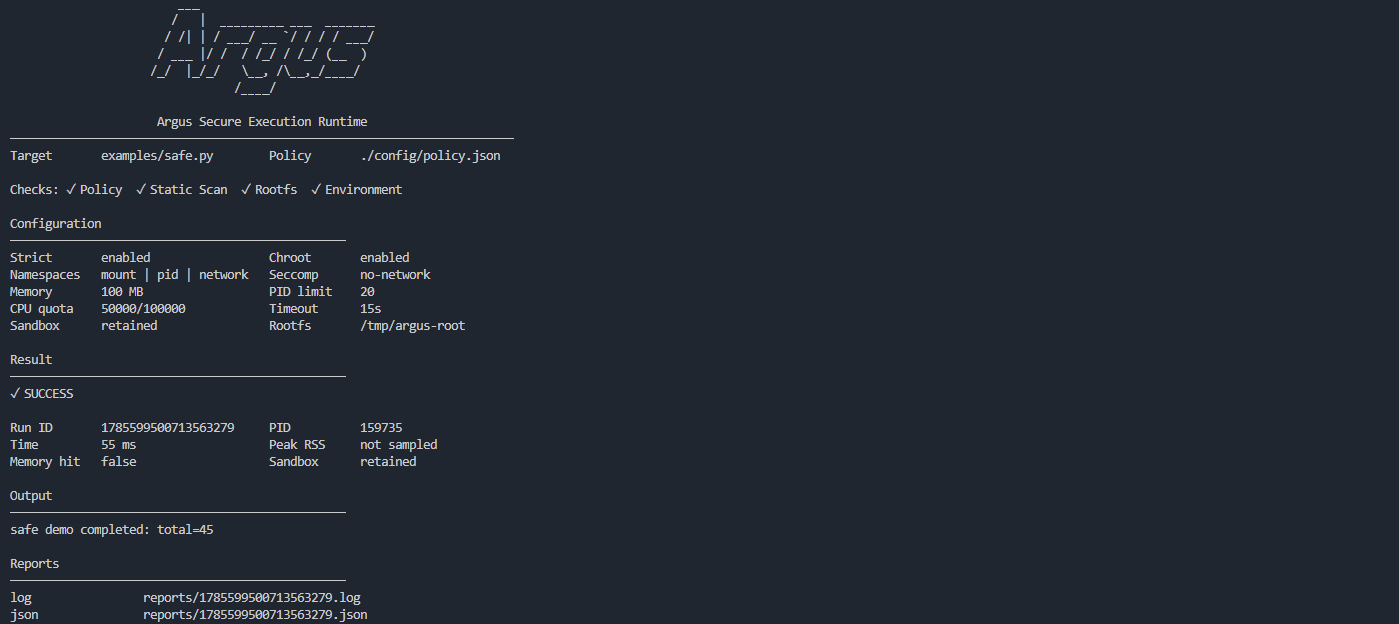 Argus
Argus Secure Execution Runtime
Target examples/safe.py Policy ./config/policy.json
Checks: ✓ Policy ✓ Static Scan ✓ Rootfs ✓ Environment
Configuration
Strict enabled Chroot enabled
Namespaces mount | pid | network Seccomp no-network
Memory 100 MB PID limit 20
CPU quota 50000/100000 Timeout 15s
Sandbox retained Rootfs /tmp/argus-root
Result
✓ SUCCESS
Run ID 1785599500713563279 PID 159735
Time 55 ms Peak RSS not sampled
Memory hit false Sandbox retained
Output
safe demo completed: total=45
Reports
log reports/1785599500713563279.log
json reports/1785599500713563279.json